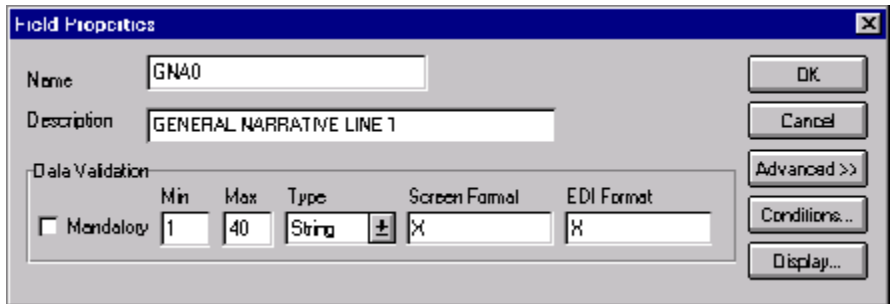 Field Properties
Name GNA0
Description GENERAL NARRATIVE LINE 1
Data Validation
Min Max Type Screen Format EDI Format
Mandatory 1 40 String X X
OK
Cancel
Advanced >>
Conditions...
Display...